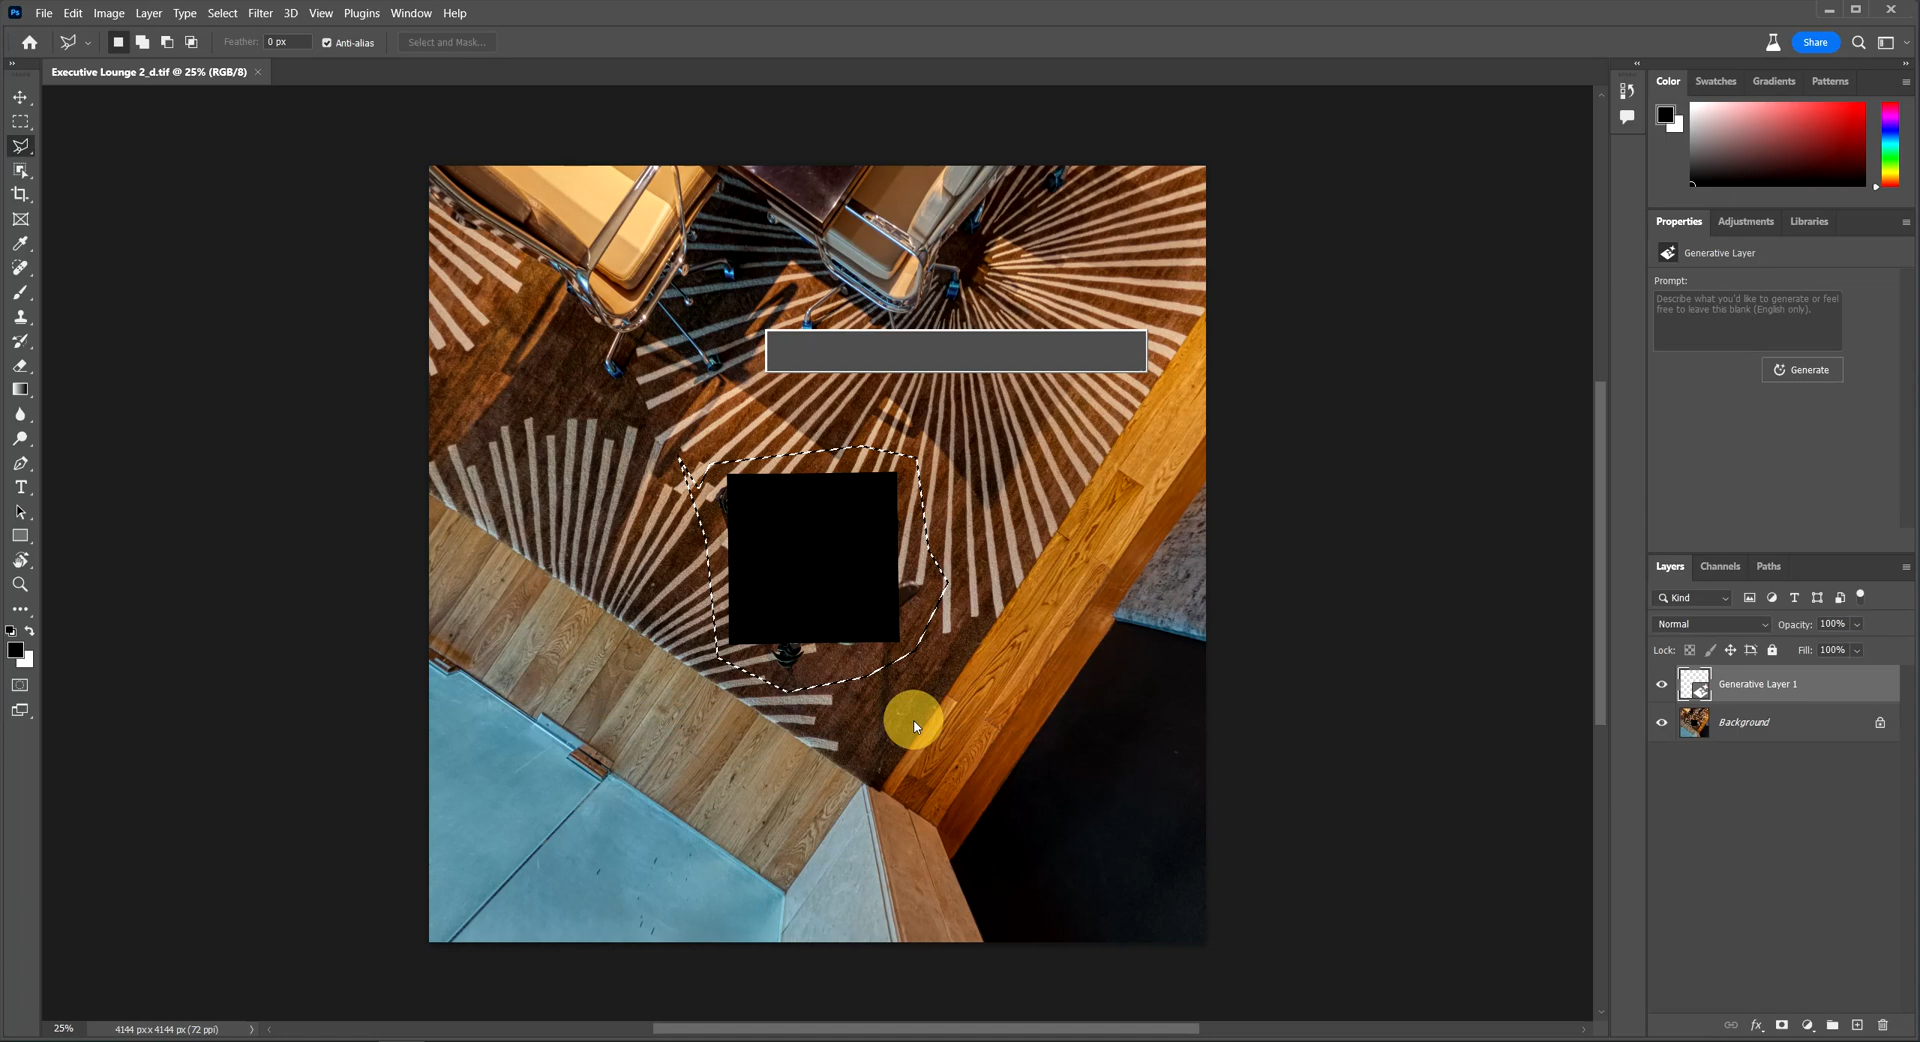 Ps File Edit Image Layer Type Select Filter 3D View Plugins Window Help
Feather: 0 px Anti-alias Select and Mask... Share
Executive Lounge 2_d.tif @ 25% (RGB/8)
Color Swatches Gradients Patterns
Properties Adjustments Libraries
Generative Layer
Prompt:
Describe what you'd like to generate or feel
free to leave this blank (English only).
Generate
Layers Channels Paths
Kind
Normal Opacity: 100%
Lock: Fill: 100%
Generative Layer 1
Background
25% 4144 px x 4144 px (72 ppi)